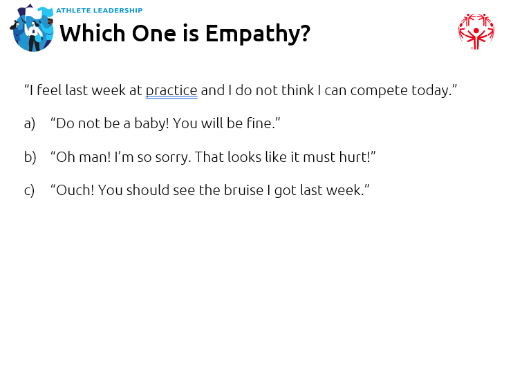 ATHLETE LEADERSHIP
Which One is Empathy?
“I feel last week at practice and I do not think I can compete today.”
a) “Do not be a baby! You will be fine.”
b) “Oh man! I’m so sorry. That looks like it must hurt!”
c) “Ouch! You should see the bruise I got last week.”